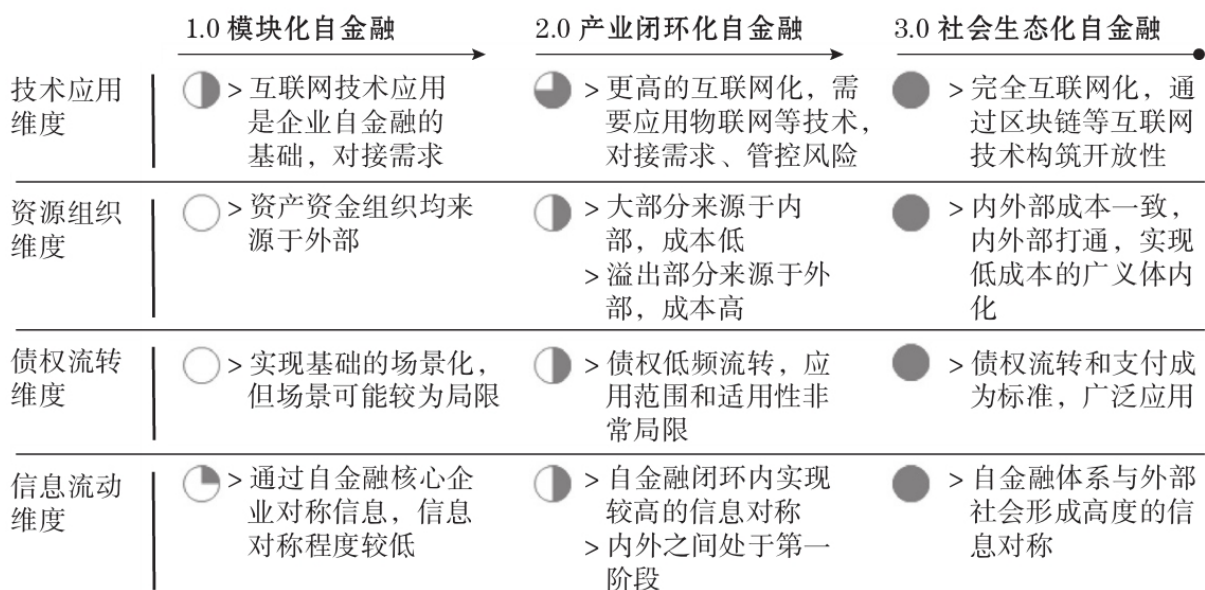 1.0 模块化自金融
2.0 产业闭环化自金融
3.0 社会生态化自金融
技术应用
维度
> 互联网技术应用
是企业自金融的
基础，对接需求
> 更高的互联网化，需
要应用物联网等技术，
对接需求、管控风险
> 完全互联网化，通
过区块链等互联网
技术构筑开放性
资源组织
维度
> 资产资金组织均来
源于外部
> 大部分来源于内
部，成本低
> 溢出部分来源于外
部，成本高
> 内外部成本一致，
内外部打通，实现
低成本的广义体内
化
债权流转
维度
> 实现基础的场景化，
但场景可能较为局限
> 债权低频流转，应
用范围和适用性非
常局限
> 债权流转和支付成
为标准，广泛应用
信息流动
维度
> 通过自金融核心企
业对称信息，信息
对称程度较低
> 自金融闭环内实现
较高的信息对称
> 内外之间处于第一
阶段
> 自金融体系与外部
社会形成高度的信
息对称